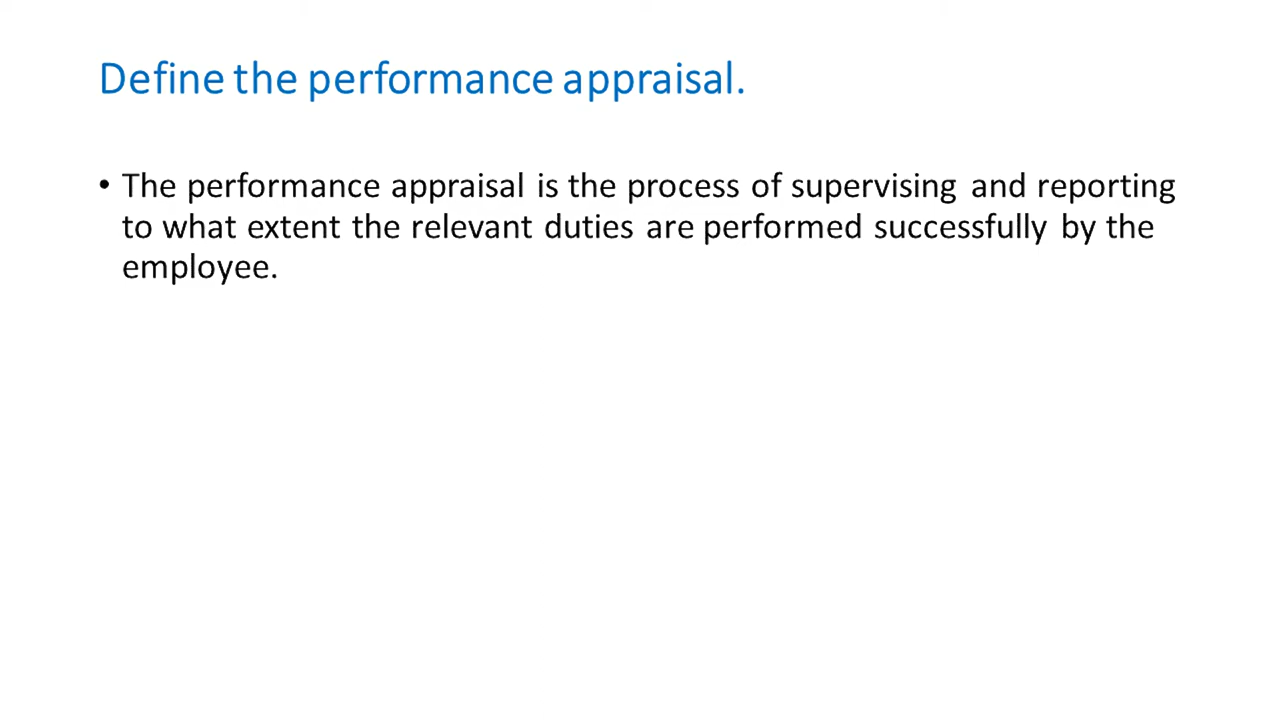 Define the performance appraisal.
• The performance appraisal is the process of supervising and reporting
to what extent the relevant duties are performed successfully by the
employee.